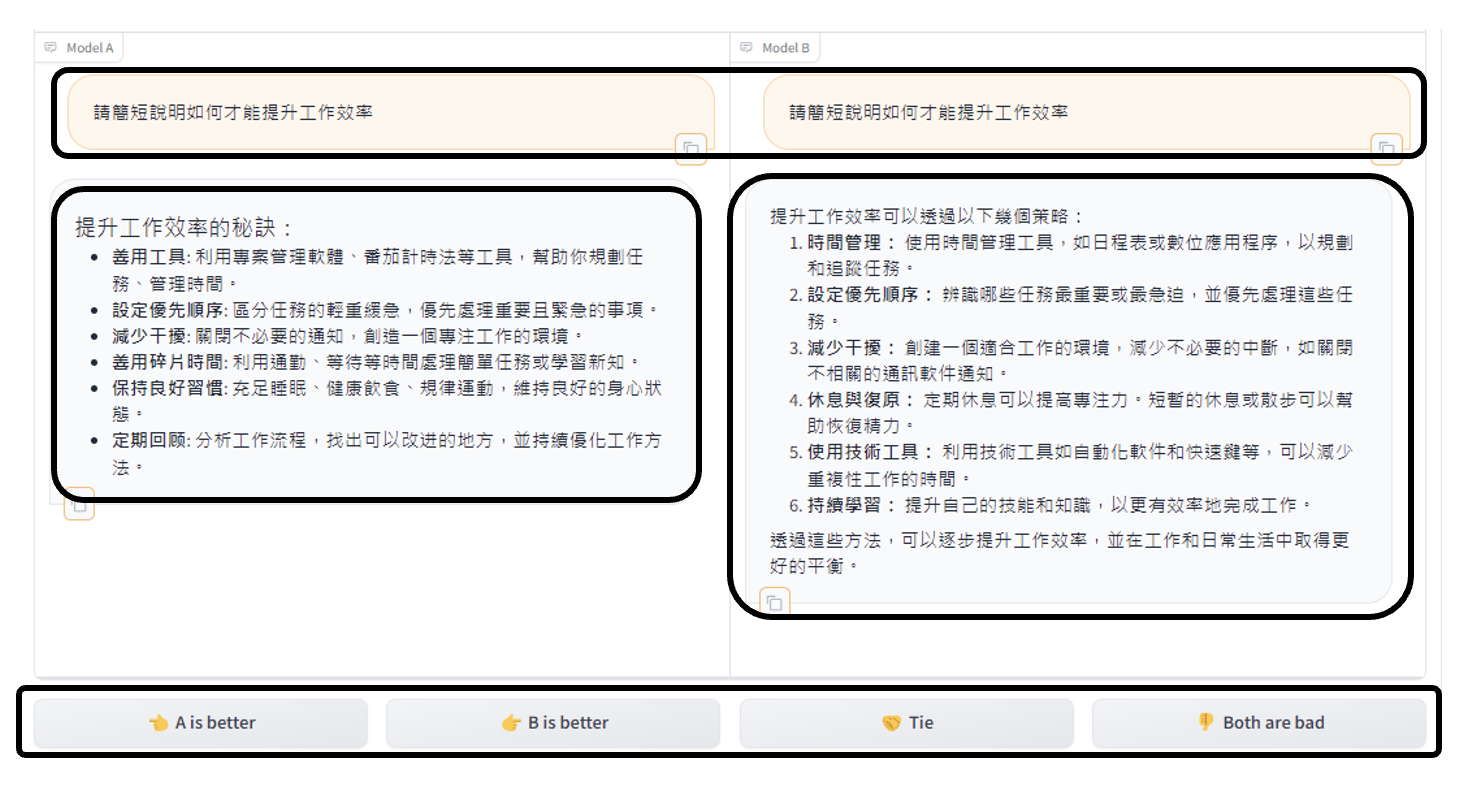 Model A
請簡短說明如何才能提升工作效率
提升工作效率的秘訣：
• 善用工具: 利用專案管理軟體、番茄計時法等工具，幫助你規劃任
務、管理時間。
• 設定優先順序: 區分任務的輕重緩急，優先處理重要且緊急的事項。
• 減少干擾: 關閉不必要的通知，創造一個專注工作的環境。
• 善用碎片時間: 利用通勤、等待等時間處理簡單任務或學習新知。
• 保持良好習慣: 充足睡眠、健康飲食、規律運動，維持良好的身心狀
態。
• 定期回顾: 分析工作流程，找出可以改进的地方，並持續優化工作方
法。
Model B
請簡短說明如何才能提升工作效率
提升工作效率可以透過以下幾個策略：
1. 時間管理： 使用時間管理工具，如日程表或數位應用程序，以規劃
和追蹤任務。
2. 設定優先順序： 辨識哪些任務最重要或最急迫，並優先處理這些任
務。
3. 減少干擾： 創建一個適合工作的環境，減少不必要的中斷，如關閉
不相關的通訊軟件通知。
4. 休息與復原： 定期休息可以提高專注力。短暫的休息或散步可以幫
助恢復精力。
5. 使用技術工具： 利用技術工具如自動化軟件和快速鍵等，可以減少
重複性工作的時間。
6. 持續學習： 提升自己的技能和知識，以更有效率地完成工作。
透過這些方法，可以逐步提升工作效率，並在工作和日常生活中取得更
好的平衡。
👈 A is better
👉 B is better
🤝 Tie
👎 Both are bad